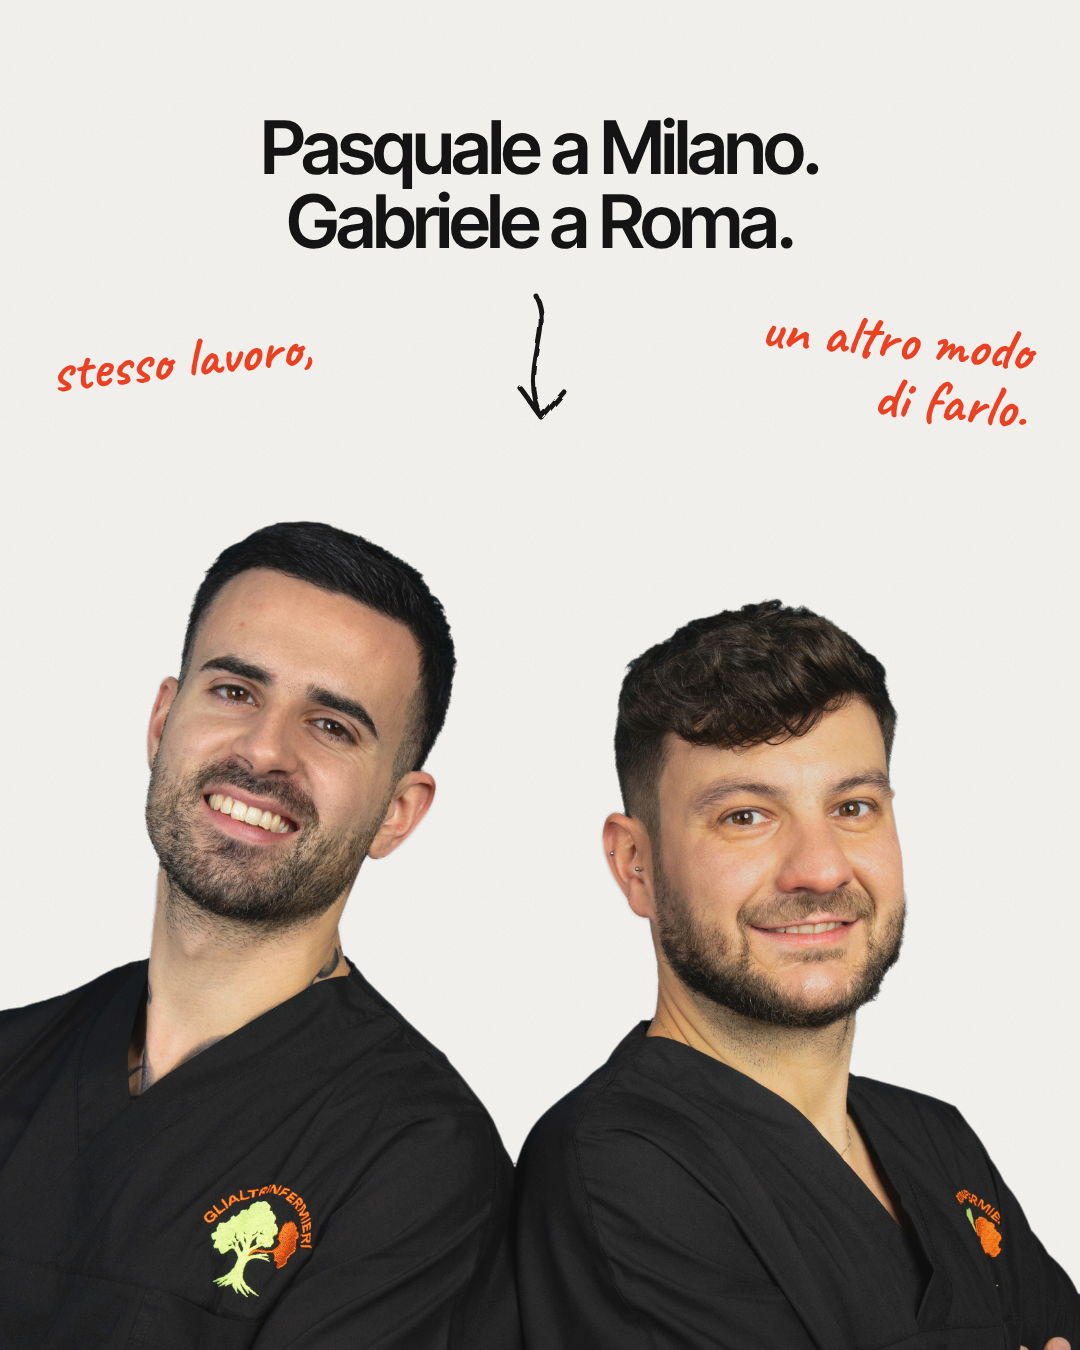 Pasquale a Milano.
Gabriele a Roma.
stesso lavoro,
un altro modo
di farlo.
GLIALTRINFERMIERI